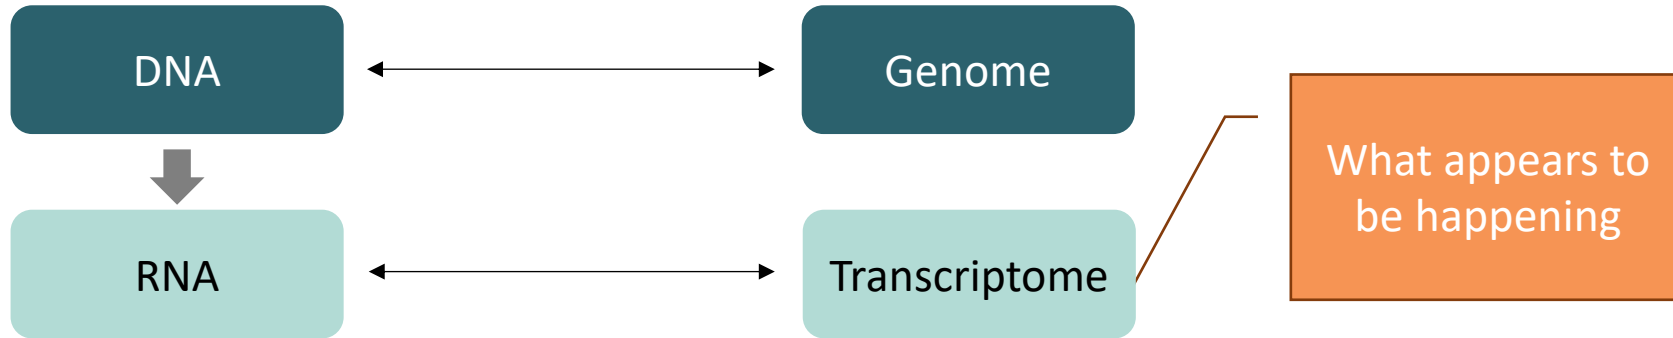 DNA
Genome
What appears to
be happening
RNA
Transcriptome